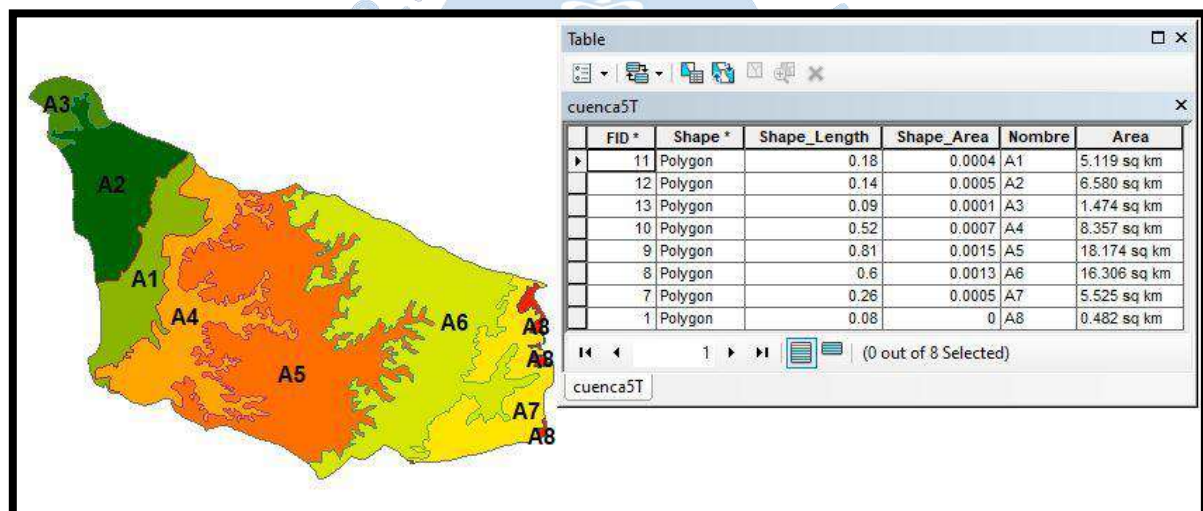 A3
A2
A1
A4
A5
A6
A8
A8
A7
A8
Table
cuenca5T
FID * Shape * Shape_Length Shape_Area Nombre Area
11 Polygon 0.18 0.0004 A1 5.119 sq km
12 Polygon 0.14 0.0005 A2 6.580 sq km
13 Polygon 0.09 0.0001 A3 1.474 sq km
10 Polygon 0.52 0.0007 A4 8.357 sq km
9 Polygon 0.81 0.0015 A5 18.174 sq km
8 Polygon 0.6 0.0013 A6 16.306 sq km
7 Polygon 0.26 0.0005 A7 5.525 sq km
1 Polygon 0.08 0 A8 0.482 sq km
1 (0 out of 8 Selected)
cuenca5T